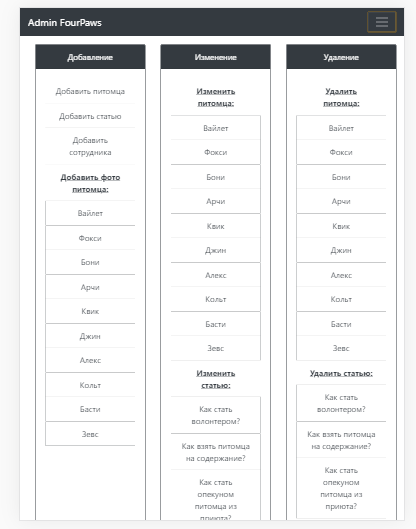 Admin FourPaws
Добавление
Добавить питомца
Добавить статью
Добавить
сотрудника
Добавить фото
питомца:
Вайлет
Фокси
Бони
Арчи
Квик
Джин
Алекс
Кольт
Басти
Зевс
Изменение
Изменить
питомца:
Вайлет
Фокси
Бони
Арчи
Квик
Джин
Алекс
Кольт
Басти
Зевс
Изменить
статью:
Как стать
волонтером?
Как взять питомца
на содержание?
Как стать
опекуном
питомца из
приюта?
Удаление
Удалить
питомца:
Вайлет
Фокси
Бони
Арчи
Квик
Джин
Алекс
Кольт
Басти
Зевс
Удалить статью:
Как стать
волонтером?
Как взять питомца
на содержание?
Как стать
опекуном
питомца из
приюта?